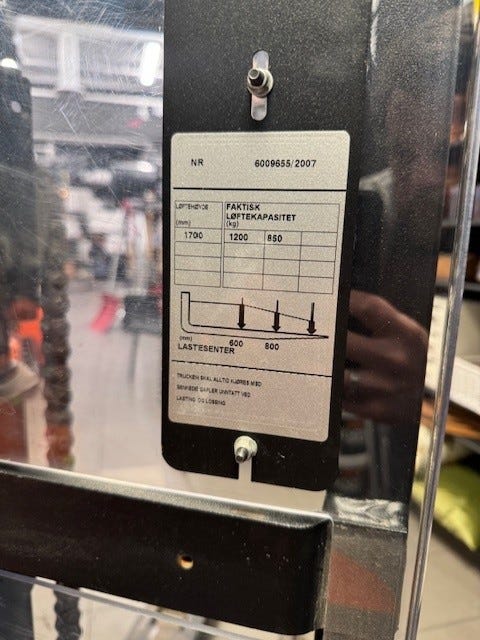 NR 6009655/2007
LØFTEHØYDE FAKTISK
LØFTEKAPASITET
(mm) (kg)
1700 1200 850
(mm) 600 800
LASTESENTER
TRUCKEN SKAL ALLTID KJØRES MED
SENKEDE GAFLER UNNTATT VED
LASTING OG LOSSING